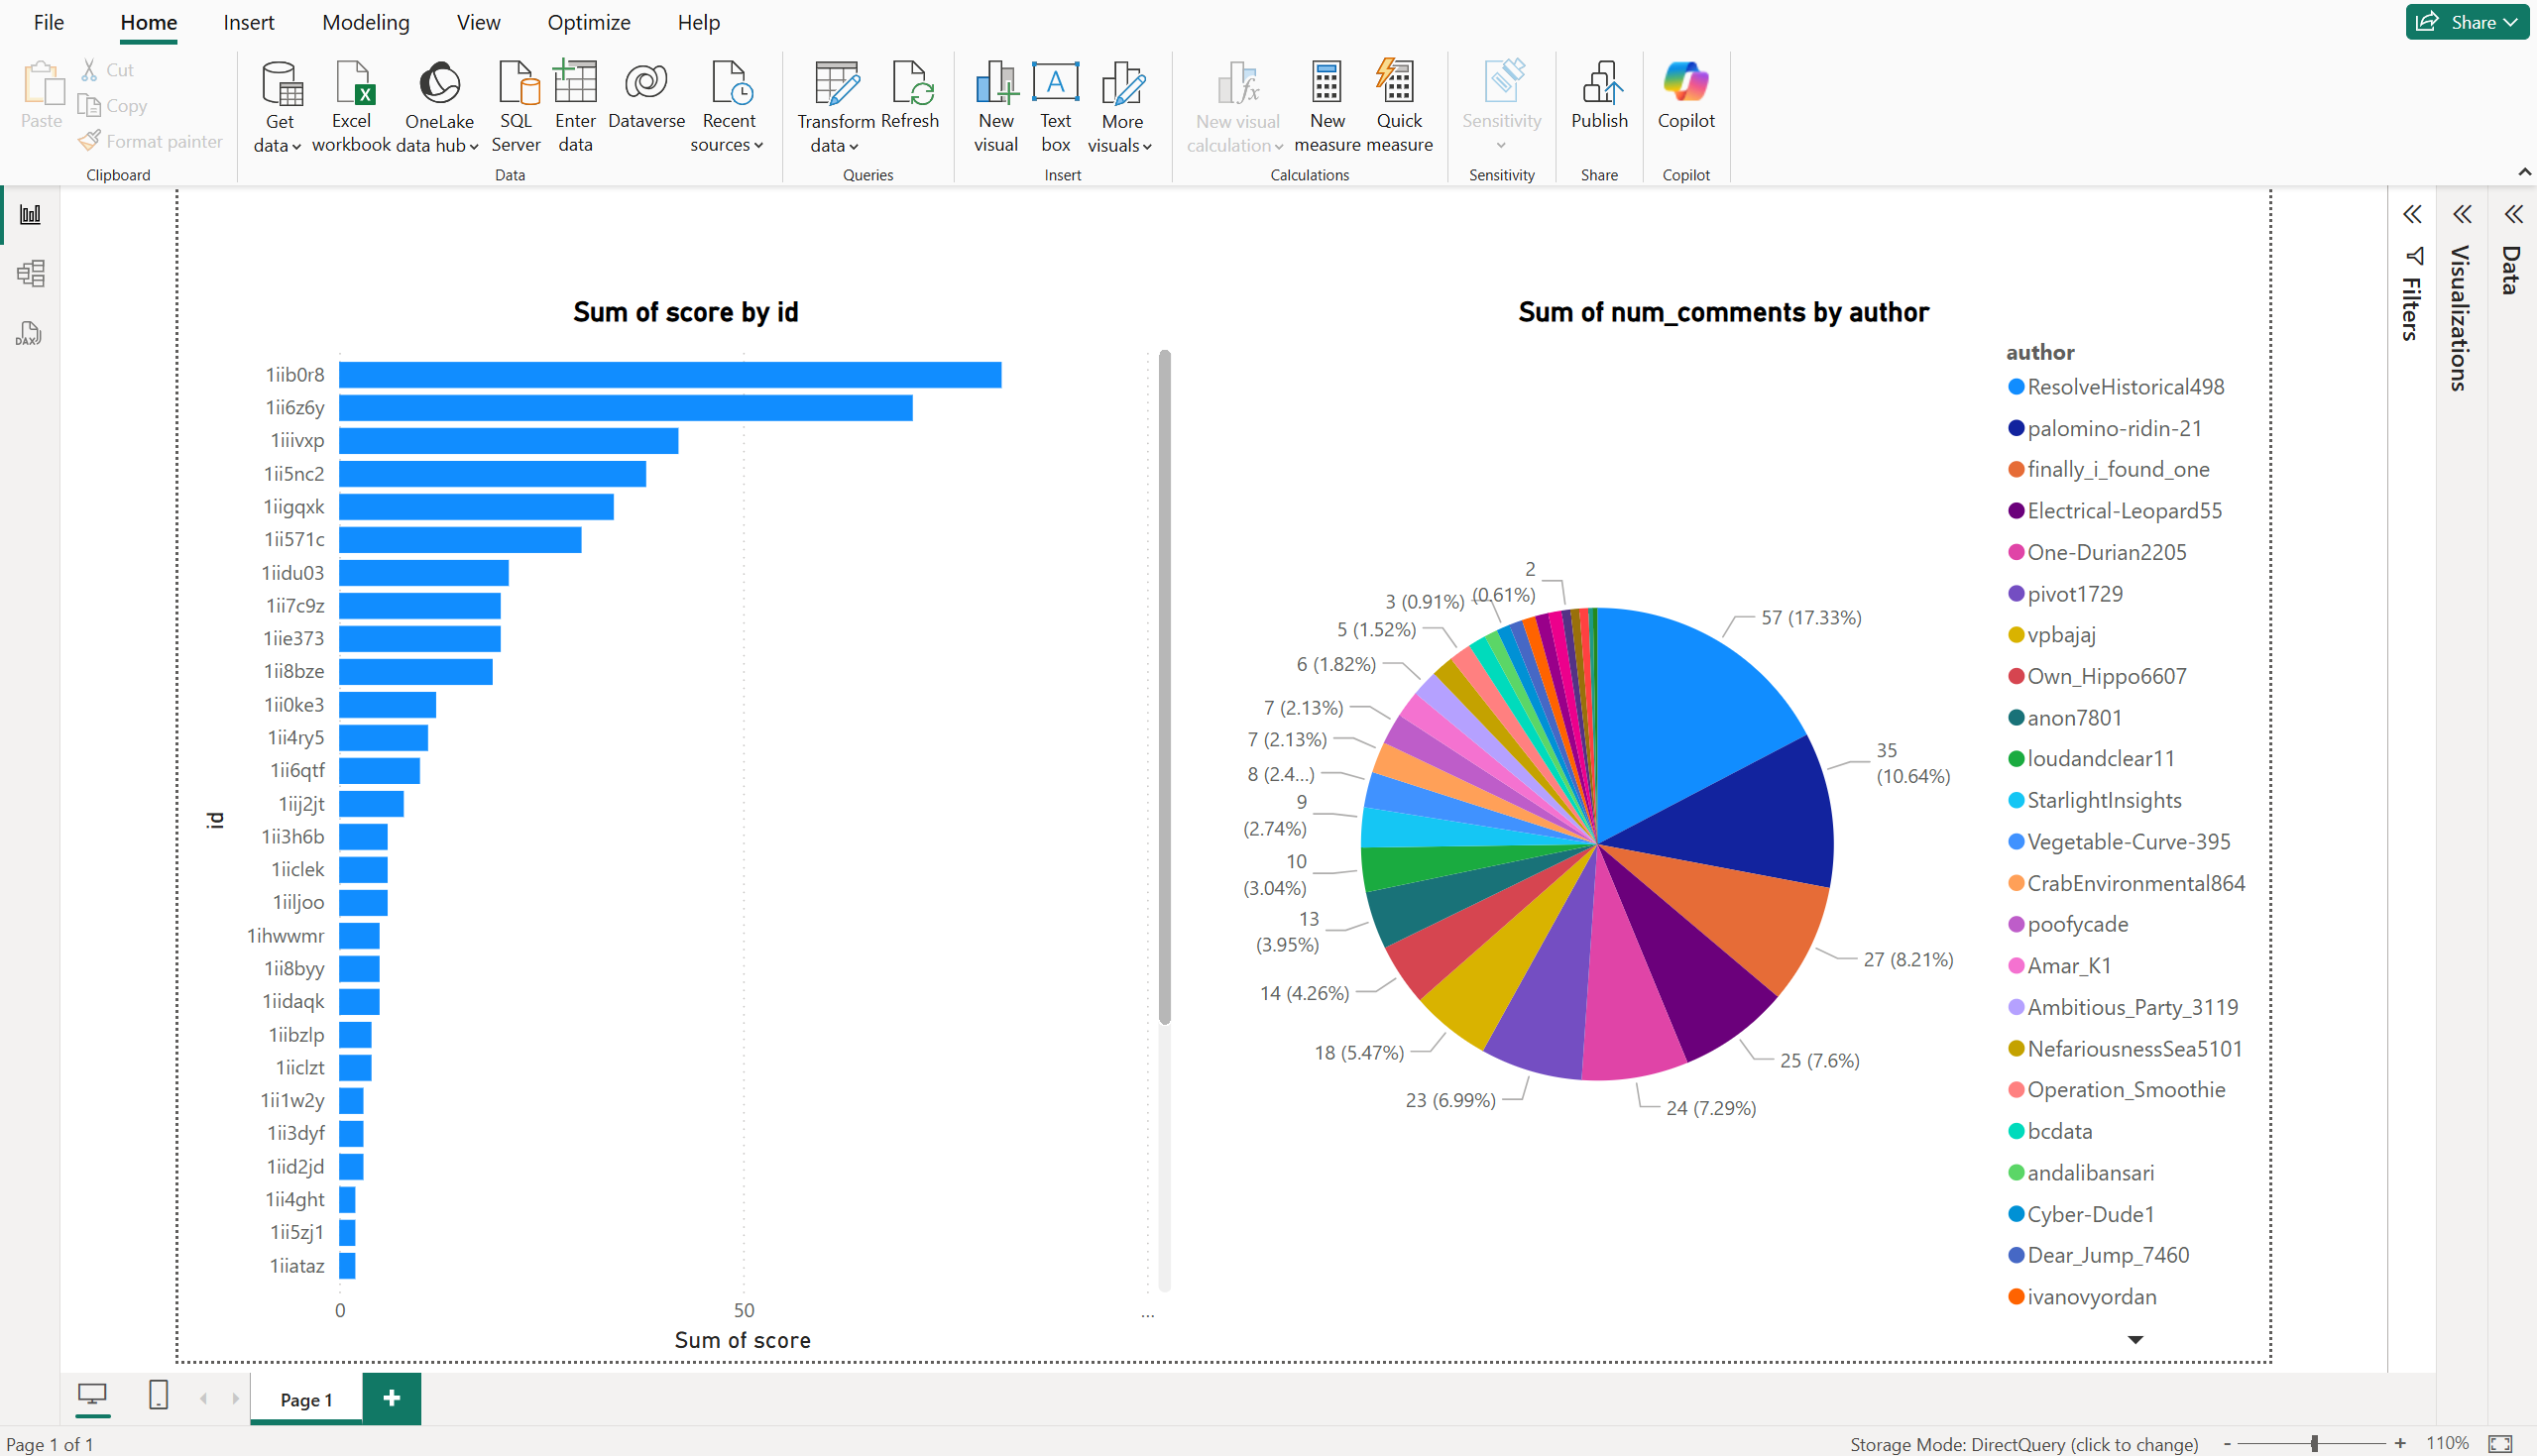 File Home Insert Modeling View Optimize Help Share
Paste
Cut
Copy
Format painter
Clipboard
Get data
Excel workbook
OneLake data hub
SQL Server
Enter data
Dataverse
Recent sources
Data
Transform data
Refresh
Queries
New visual
Text box
More visuals
Insert
New visual calculation
New measure
Quick measure
Calculations
Sensitivity
Sensitivity
Publish
Share
Copilot
Copilot
DAX
Sum of score by id
id
1iib0r8
1ii6z6y
1iiivxp
1ii5nc2
1iigqxk
1ii571c
1iidu03
1ii7c9z
1iie373
1ii8bze
1ii0ke3
1ii4ry5
1ii6qtf
1iij2jt
1ii3h6b
1iiclek
1iiljoo
1ihwwmr
1ii8byy
1iidaqk
1iibzlp
1iiclzt
1ii1w2y
1ii3dyf
1iid2jd
1ii4ght
1ii5zj1
1iiataz
0 50 ...
Sum of score
Sum of num_comments by author
57 (17.33%)
35
(10.64%)
27 (8.21%)
25 (7.6%)
24 (7.29%)
23 (6.99%)
18 (5.47%)
14 (4.26%)
13
(3.95%)
10
(3.04%)
9
(2.74%)
8 (2.4...)
7 (2.13%)
7 (2.13%)
6 (1.82%)
5 (1.52%)
3 (0.91%)
2
(0.61%)
author
ResolveHistorical498
palomino-ridin-21
finally_i_found_one
Electrical-Leopard55
One-Durian2205
pivot1729
vpbajaj
Own_Hippo6607
anon7801
loudandclear11
StarlightInsights
Vegetable-Curve-395
CrabEnvironmental864
poofycade
Amar_K1
Ambitious_Party_3119
NefariousnessSea5101
Operation_Smoothie
bcdata
andalibansari
Cyber-Dude1
Dear_Jump_7460
ivanovyordan
Filters
Visualizations
Data
Page 1 +
Page 1 of 1
Storage Mode: DirectQuery (click to change) - + 110%